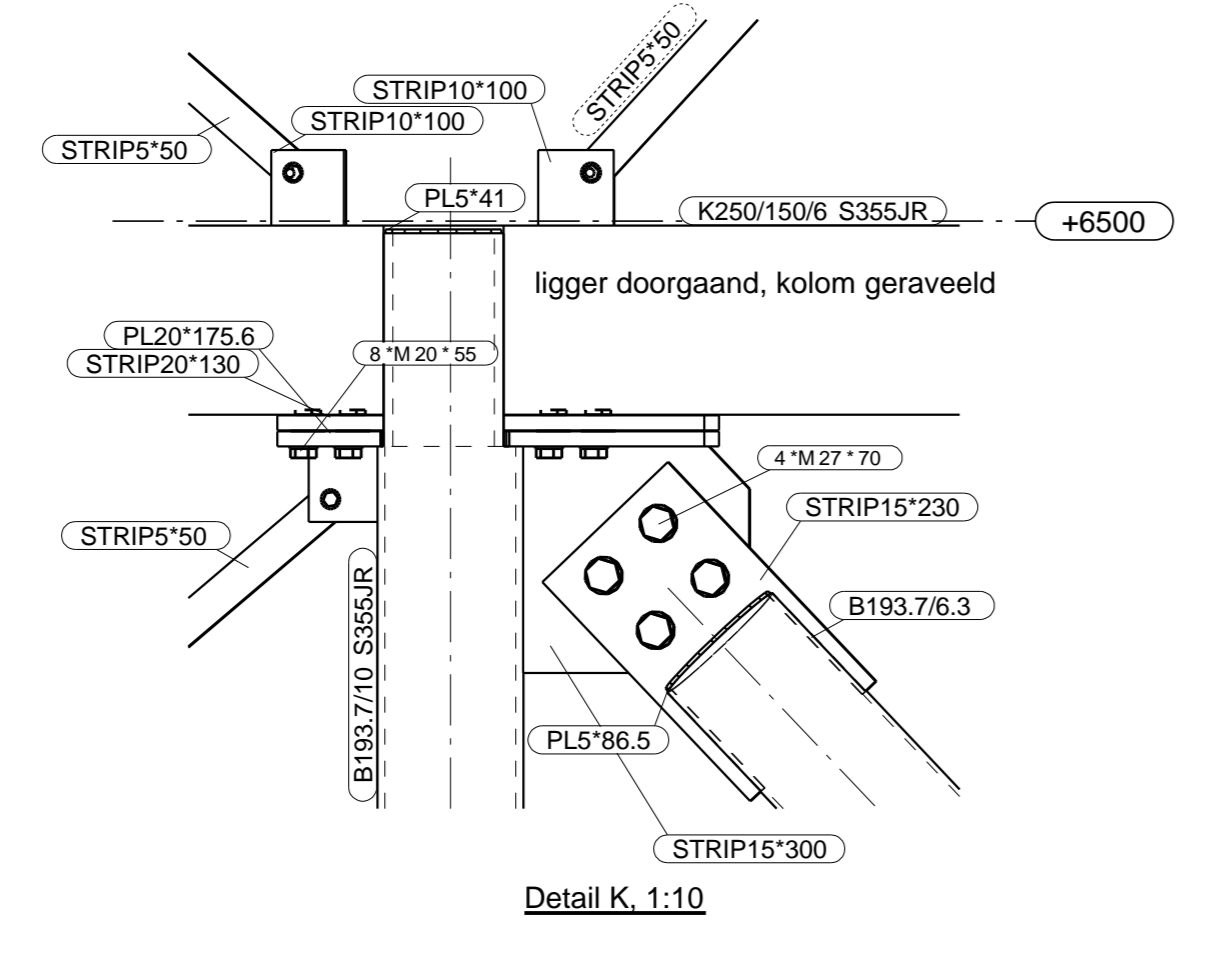 STRIP5*50
STRIP10*100
STRIP10*100
STRIP5*50
PL5*41
K250/150/6 S355JR
+6500
ligger doorgaand, kolom geraveeld
PL20*175.6
8 *M 20 * 55
STRIP20*130
4 *M 27 * 70
STRIP15*230
STRIP5*50
B193.7/10 S355JR
B193.7/6.3
PL5*86.5
STRIP15*300
Detail K, 1:10